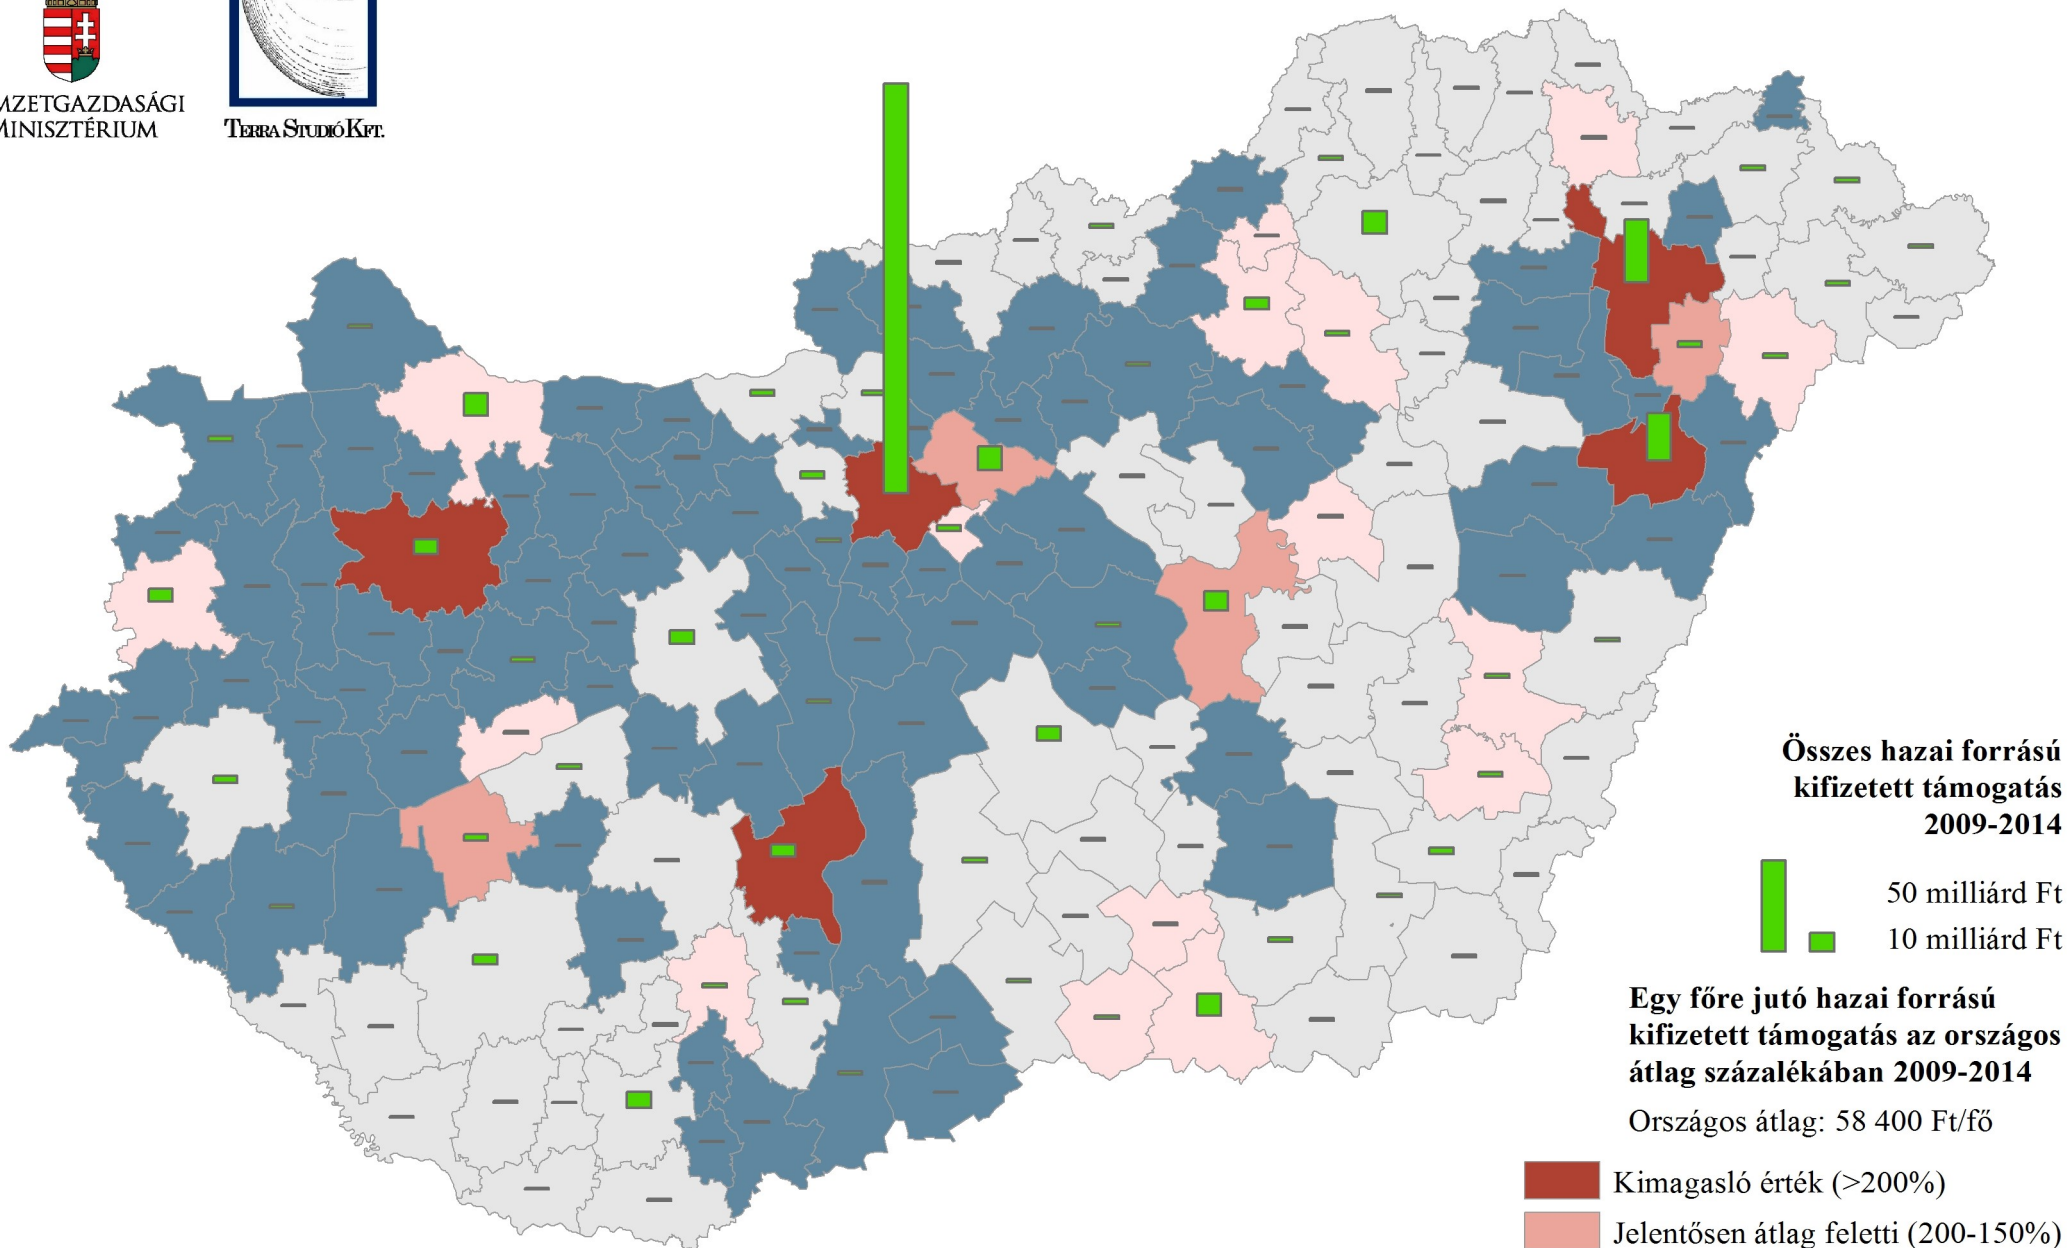 MZETGAZDASÁGI
MINISZTÉRIUM
TERRA STUDIÓ KFT.
Összes hazai forrású
kifizetett támogatás
2009-2014
50 milliárd Ft
10 milliárd Ft
Egy főre jutó hazai forrású
kifizetett támogatás az országos
átlag százalékában 2009-2014
Országos átlag: 58 400 Ft/fő
Kimagasló érték (>200%)
Jelentősen átlag feletti (200-150%)